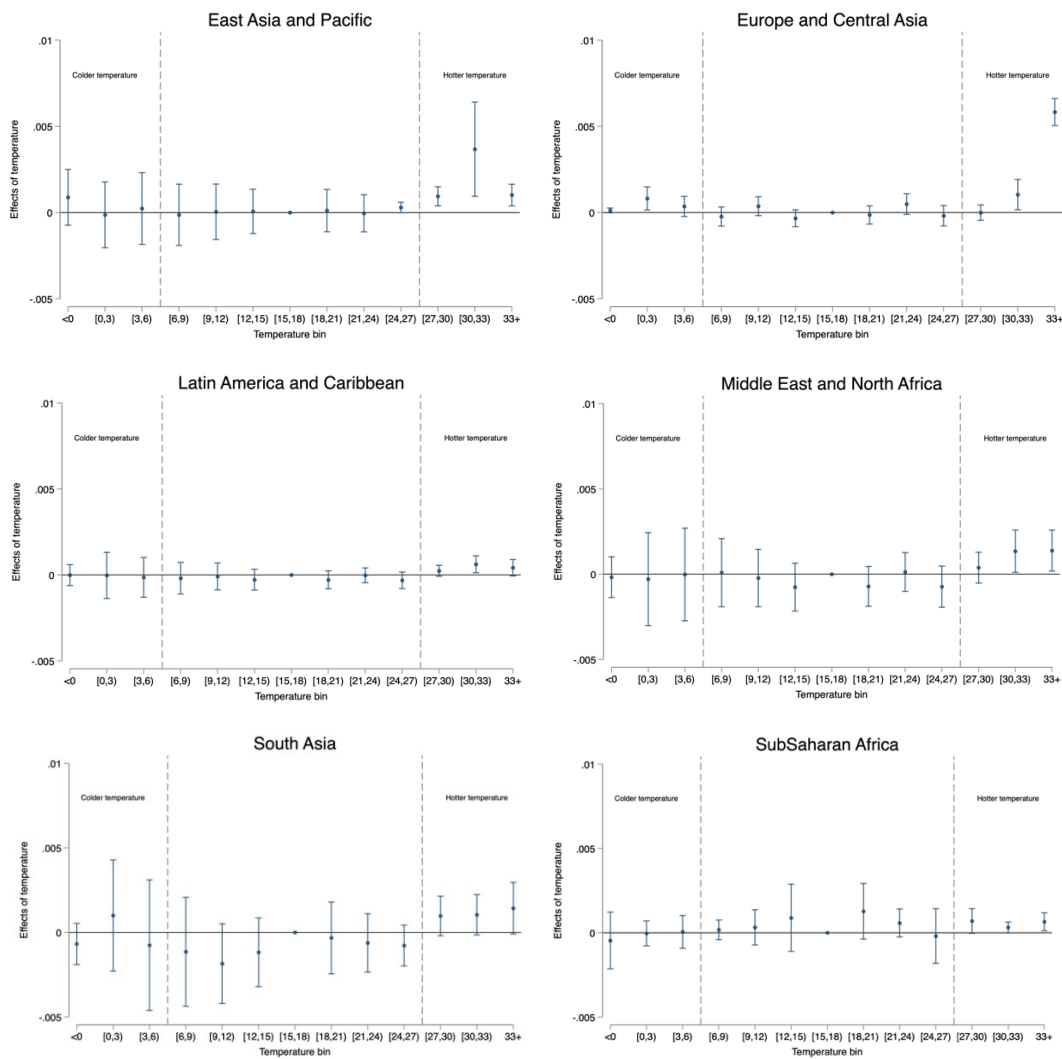 East Asia and Pacific
.01
Colder temperature
Hotter temperature
.005
Effects of temperature
0
-.005
<0 [0,3) [3,6) [6,9) [9,12) [12,15) [15,18) [18,21) [21,24) [24,27) [27,30) [30,33) 33+
Temperature bin
Europe and Central Asia
.01
Colder temperature
Hotter temperature
.005
Effects of temperature
0
-.005
<0 [0,3) [3,6) [6,9) [9,12) [12,15) [15,18) [18,21) [21,24) [24,27) [27,30) [30,33) 33+
Temperature bin
Latin America and Caribbean
.01
Colder temperature
Hotter temperature
.005
Effects of temperature
0
-.005
<0 [0,3) [3,6) [6,9) [9,12) [12,15) [15,18) [18,21) [21,24) [24,27) [27,30) [30,33) 33+
Temperature bin
Middle East and North Africa
.01
Colder temperature
Hotter temperature
.005
Effects of temperature
0
-.005
<0 [0,3) [3,6) [6,9) [9,12) [12,15) [15,18) [18,21) [21,24) [24,27) [27,30) [30,33) 33+
Temperature bin
South Asia
.01
Colder temperature
Hotter temperature
.005
Effects of temperature
0
-.005
<0 [0,3) [3,6) [6,9) [9,12) [12,15) [15,18) [18,21) [21,24) [24,27) [27,30) [30,33) 33+
Temperature bin
SubSaharan Africa
.01
Colder temperature
Hotter temperature
.005
Effects of temperature
0
-.005
<0 [0,3) [3,6) [6,9) [9,12) [12,15) [15,18) [18,21) [21,24) [24,27) [27,30) [30,33) 33+
Temperature bin